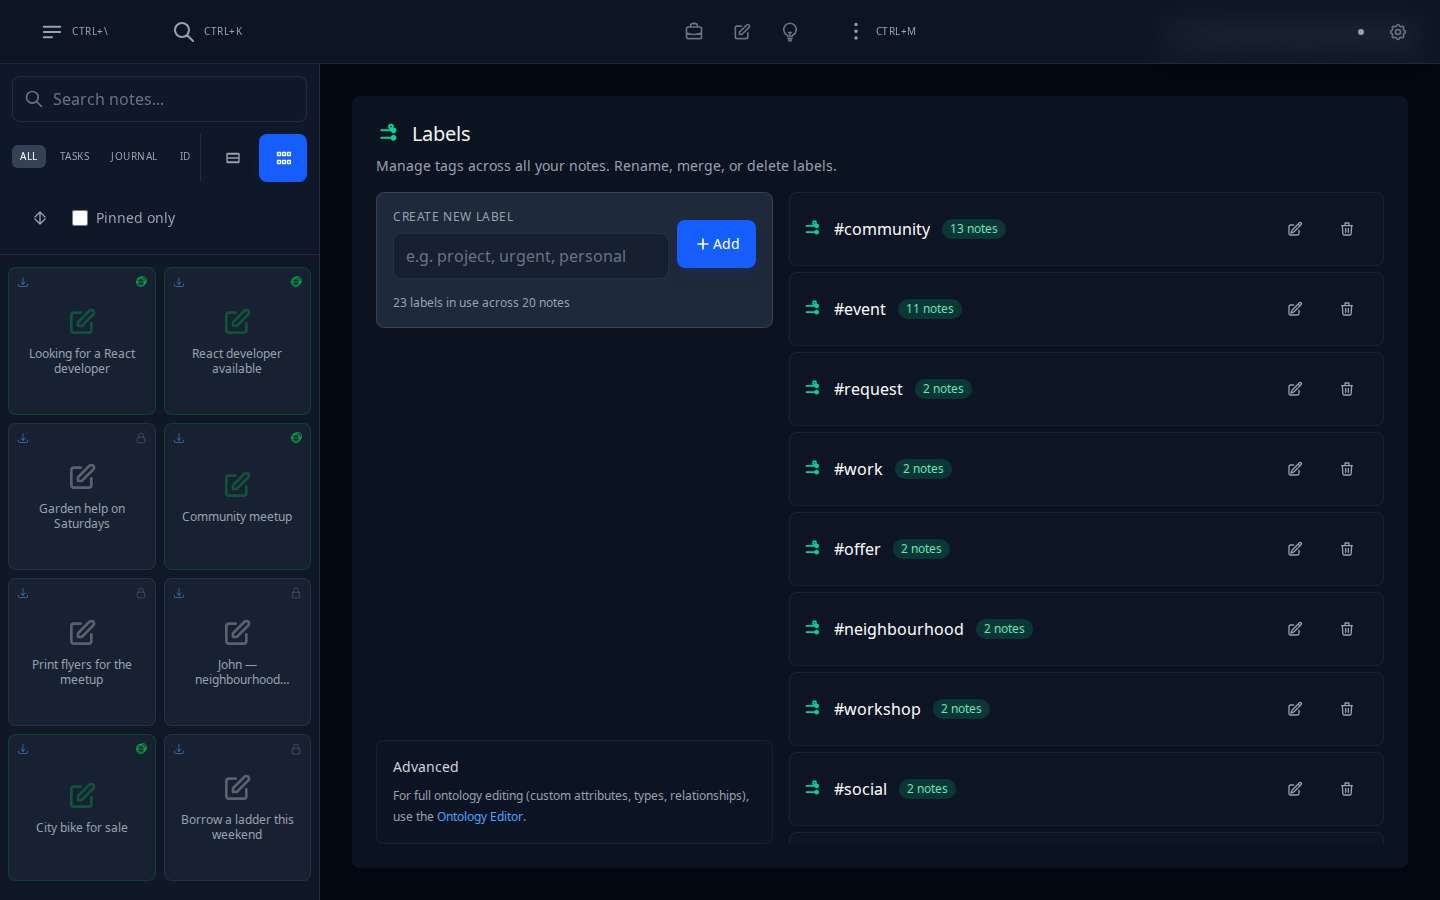 CTRL+\
CTRL+K
CTRL+M
Search notes...
ALL
TASKS
JOURNAL
ID
Pinned only
Looking for a React
developer
React developer
available
Garden help on
Saturdays
Community meetup
Print flyers for the
meetup
John —
neighbourhood...
City bike for sale
Borrow a ladder this
weekend
Labels
Manage tags across all your notes. Rename, merge, or delete labels.
CREATE NEW LABEL
e.g. project, urgent, personal
Add
23 labels in use across 20 notes
Advanced
For full ontology editing (custom attributes, types, relationships),
use the Ontology Editor.
#community 13 notes
#event 11 notes
#request 2 notes
#work 2 notes
#offer 2 notes
#neighbourhood 2 notes
#workshop 2 notes
#social 2 notes